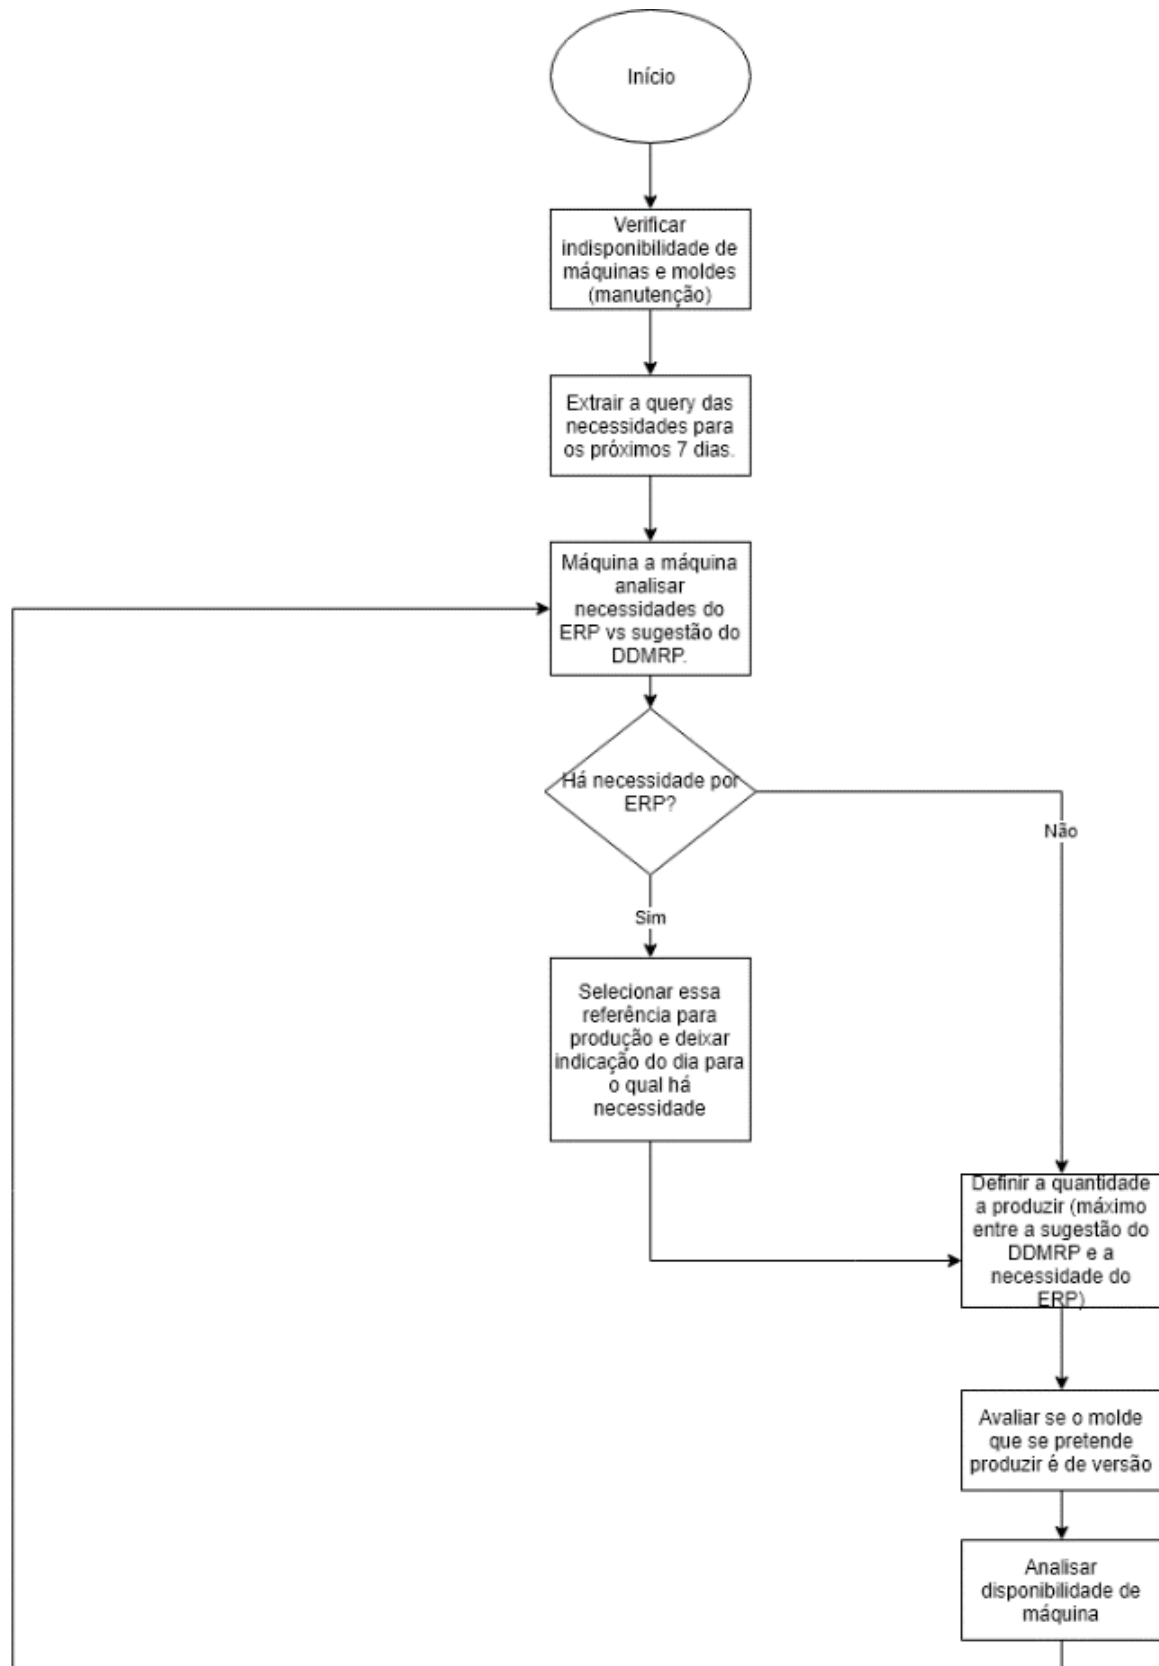 Início
Verificar
indisponibilidade de
máquinas e moldes
(manutenção)
Extrair a query das
necessidades para
os próximos 7 dias.
Máquina a máquina
analisar
necessidades do
ERP vs sugestão do
DDMRP.
Há necessidade por
ERP?
Não
Sim
Selecionar essa
referência para
produção e deixar
indicação do dia para
o qual há
necessidade
Definir a quantidade
a produzir (máximo
entre a sugestão do
DDMRP e a
necessidade do
ERP)
Avaliar se o molde
que se pretende
produzir é de versão
Analisar
disponibilidade de
máquina